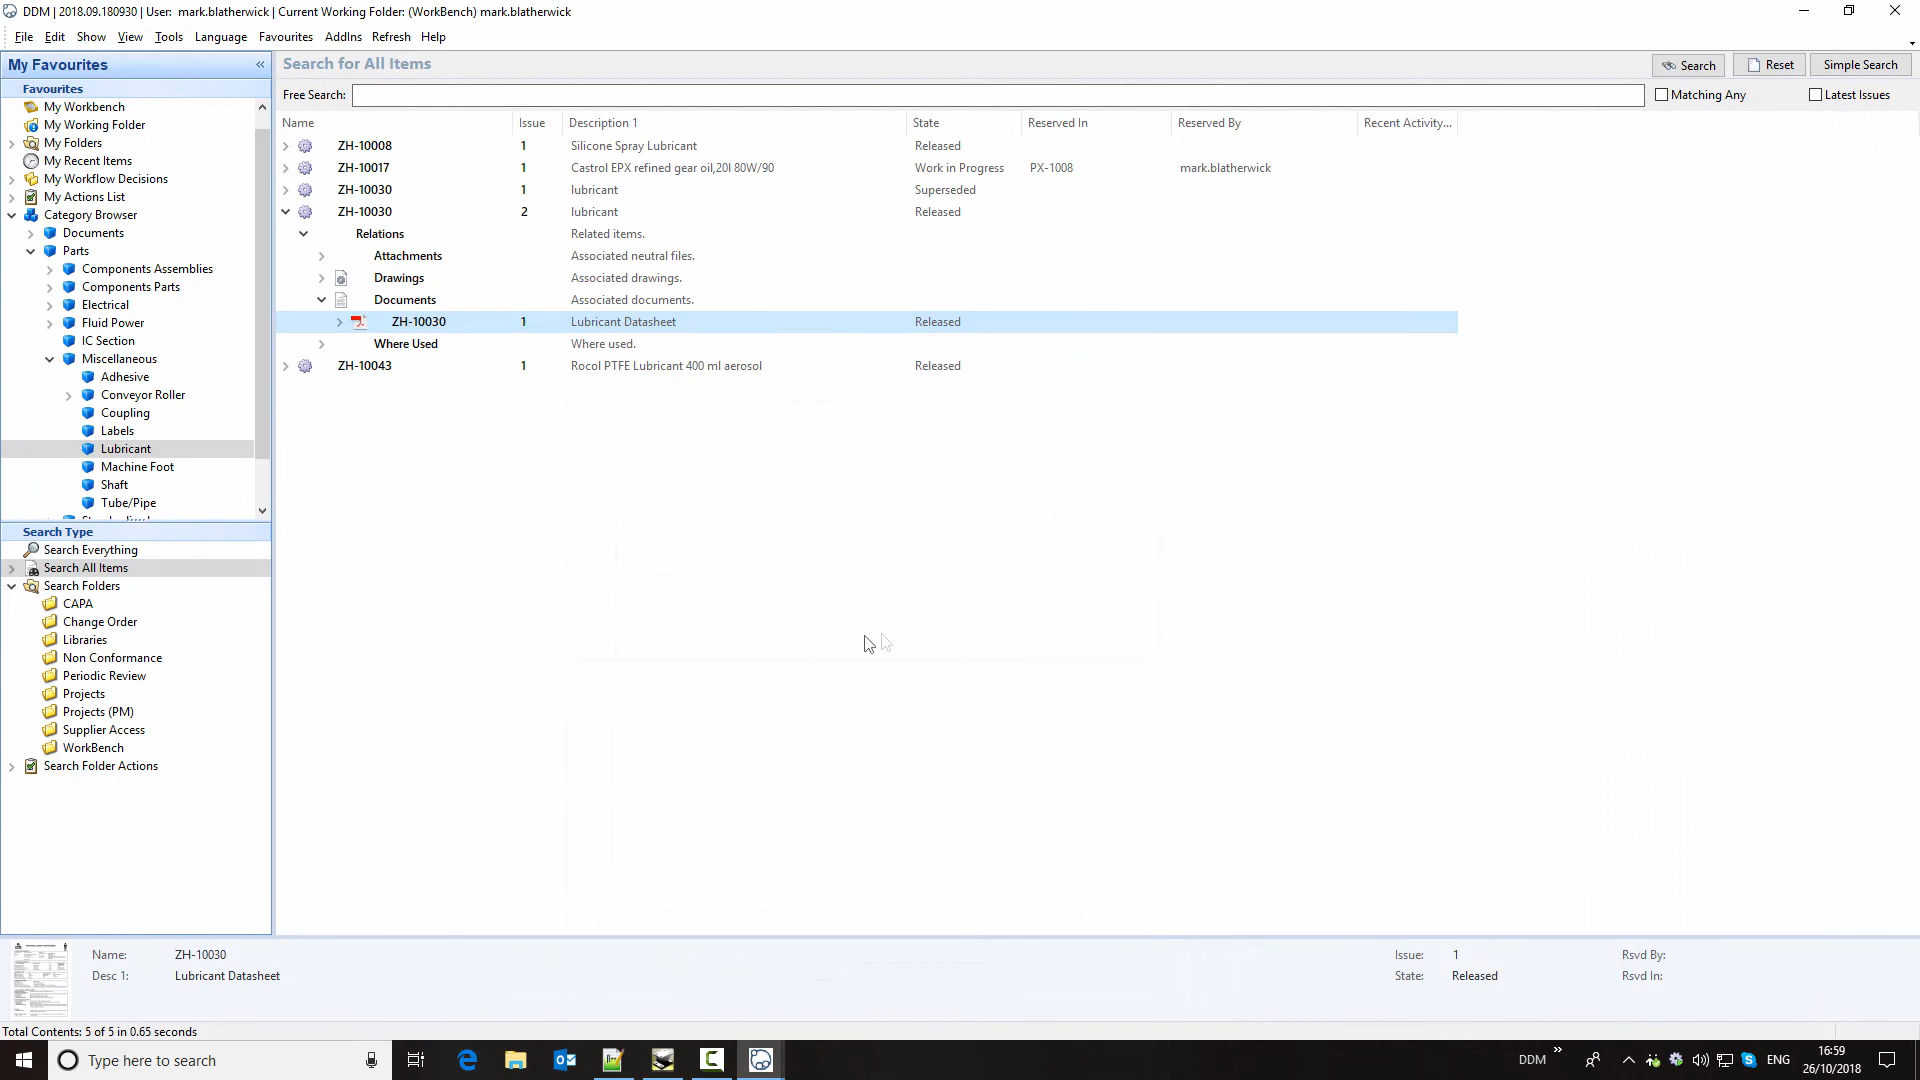 DDM | 2018.09.180930 | User: mark.blatherwick | Current Working Folder: (WorkBench) mark.blatherwick
File Edit Show View Tools Language Favourites AddIns Refresh Help
My Favourites «
Favourites
My Workbench
My Working Folder
My Folders
My Recent Items
My Workflow Decisions
My Actions List
Category Browser
Documents
Parts
Components Assemblies
Components Parts
Electrical
Fluid Power
IC Section
Miscellaneous
Adhesive
Conveyor Roller
Coupling
Labels
Lubricant
Machine Foot
Shaft
Tube/Pipe
Search Type
Search Everything
Search All Items
Search Folders
CAPA
Change Order
Libraries
Non Conformance
Periodic Review
Projects
Projects (PM)
Supplier Access
WorkBench
Search Folder Actions
Search for All Items Search Reset Simple Search
Free Search: Matching Any Latest Issues
Name Issue Description 1 State Reserved In Reserved By Recent Activity...
ZH-10008 1 Silicone Spray Lubricant Released
ZH-10017 1 Castrol EPX refined gear oil,20l 80W/90 Work in Progress PX-1008 mark.blatherwick
ZH-10030 1 lubricant Superseded
ZH-10030 2 lubricant Released
Relations Related items.
Attachments Associated neutral files.
Drawings Associated drawings.
Documents Associated documents.
ZH-10030 1 Lubricant Datasheet Released
Where Used Where used.
ZH-10043 1 Rocol PTFE Lubricant 400 ml aerosol Released
Name: ZH-10030 Issue: 1 Rsvd By:
Desc 1: Lubricant Datasheet State: Released Rsvd In:
Total Contents: 5 of 5 in 0.65 seconds
Type here to search DDM » ENG 16:59
26/10/2018